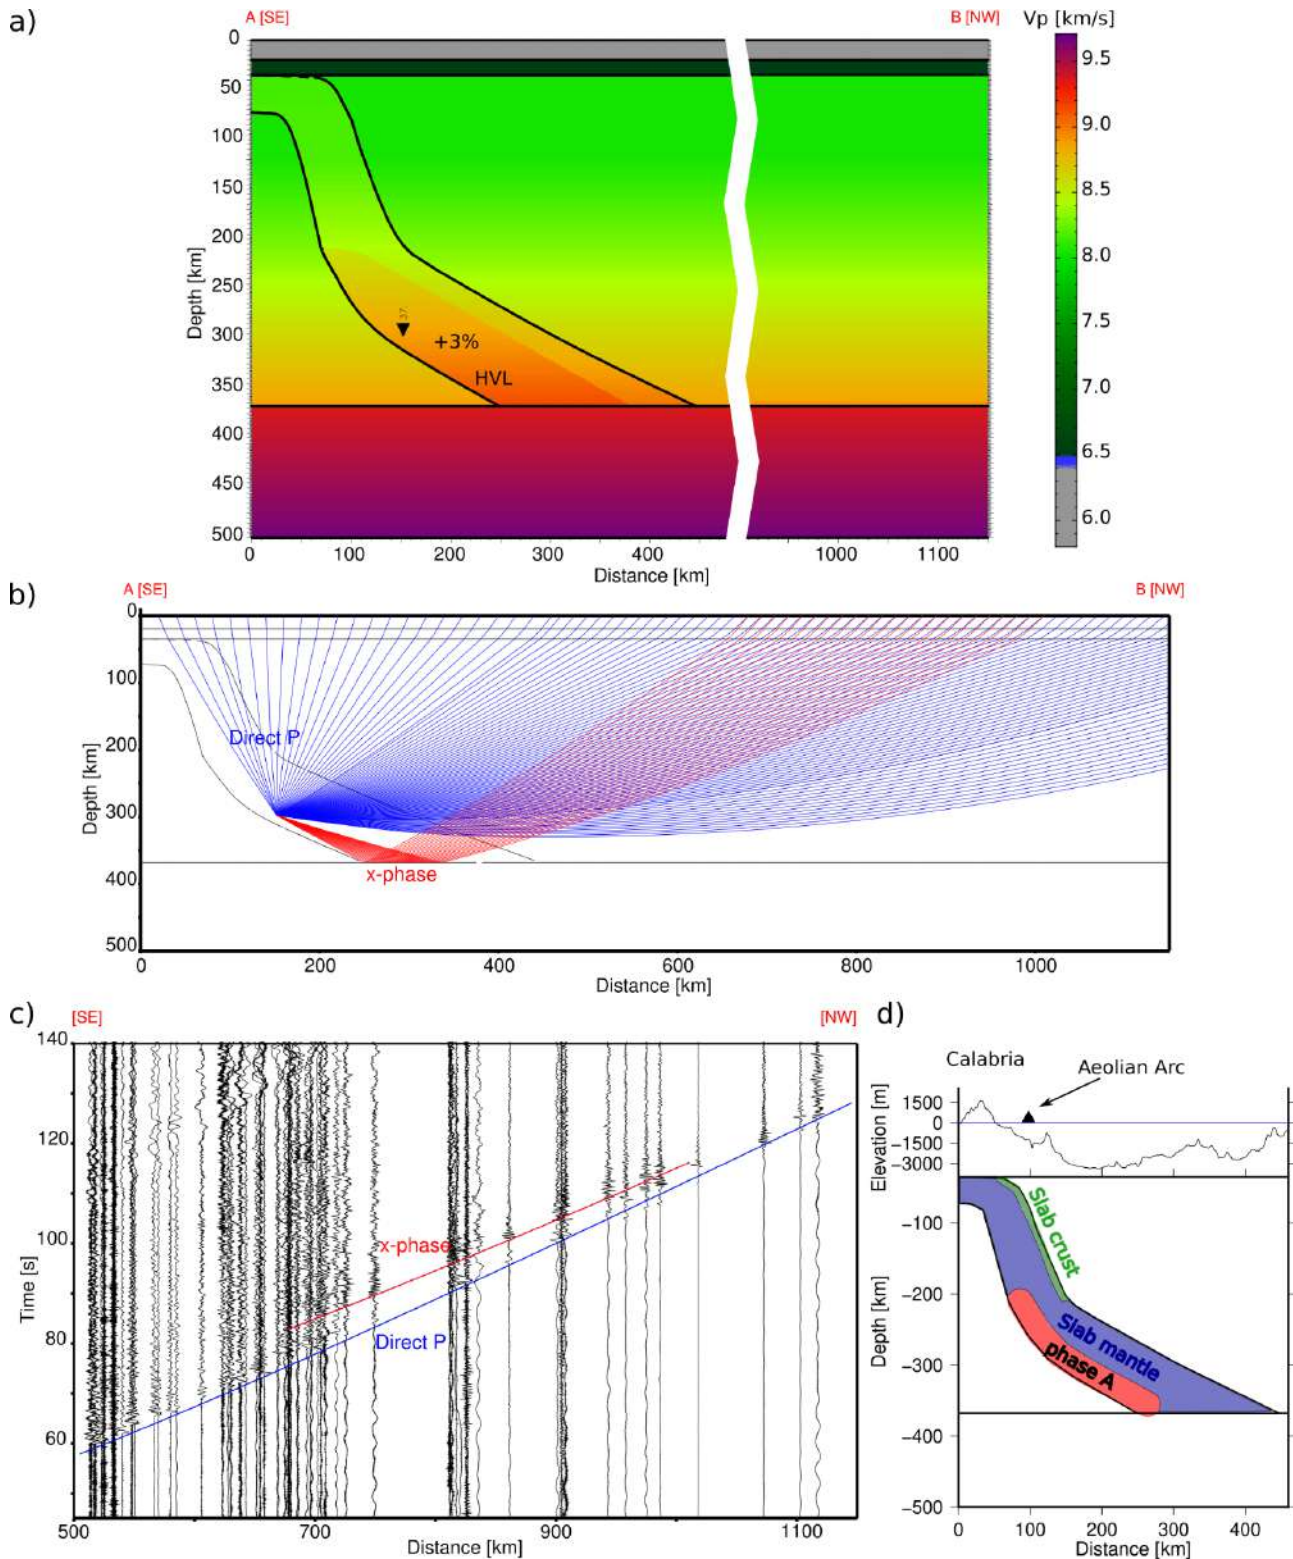 a)
A [SE]
B [NW]
Vp [km/s]
0
50
100
150
200
250
300
350
400
450
500
Depth [km]
37
+3%
HVL
0
100
200
300
400
1000
1100
Distance [km]
9.5
9.0
8.5
8.0
7.5
7.0
6.5
6.0
b)
A [SE]
B [NW]
0
100
200
300
400
500
Depth [km]
Direct P
x-phase
0
200
400
600
800
1000
Distance [km]
c)
[SE]
[NW]
140
120
100
80
60
Time [s]
x-phase
Direct P
500
700
900
1100
Distance [km]
d)
Calabria
Aeolian Arc
Elevation [m]
1500
0
−1500
−3000
Slab crust
Slab mantle
phase A
Depth [km]
−100
−200
−300
−400
−500
0
100
200
300
400
Distance [km]